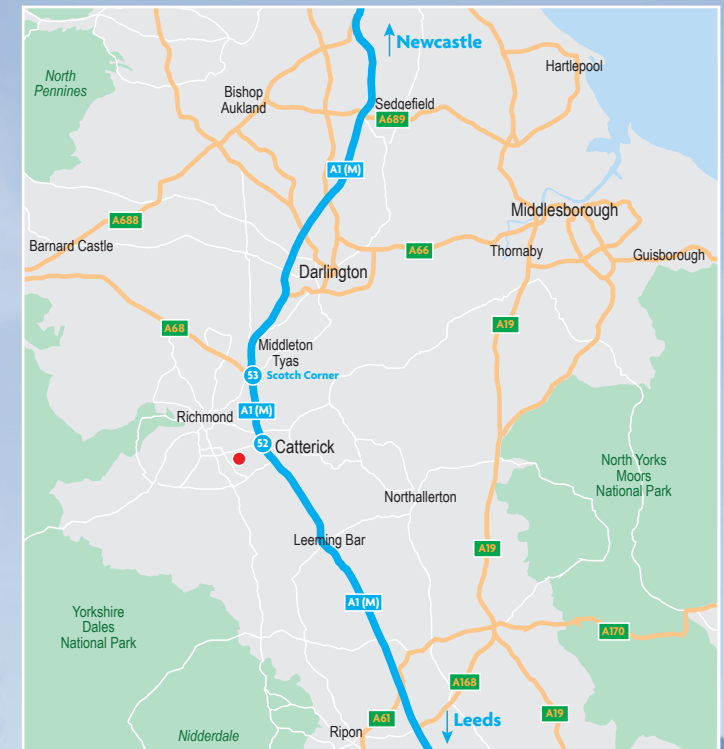 Newcastle
Hartlepool
North
Pennines
Bishop
Aukland
Sedgefield
A689
A1 (M)
A688
Middlesborough
Barnard Castle
A66
Thornaby
Guisborough
Darlington
A68
A19
Middleton
Tyas
53
Scotch Corner
Richmond
A1 (M)
52
Catterick
North Yorks
Moors
National Park
Northallerton
Leeming Bar
A19
A1 (M)
Yorkshire
Dales
National Park
A170
A168
A61
Leeds
A19
Nidderdale
Ripon